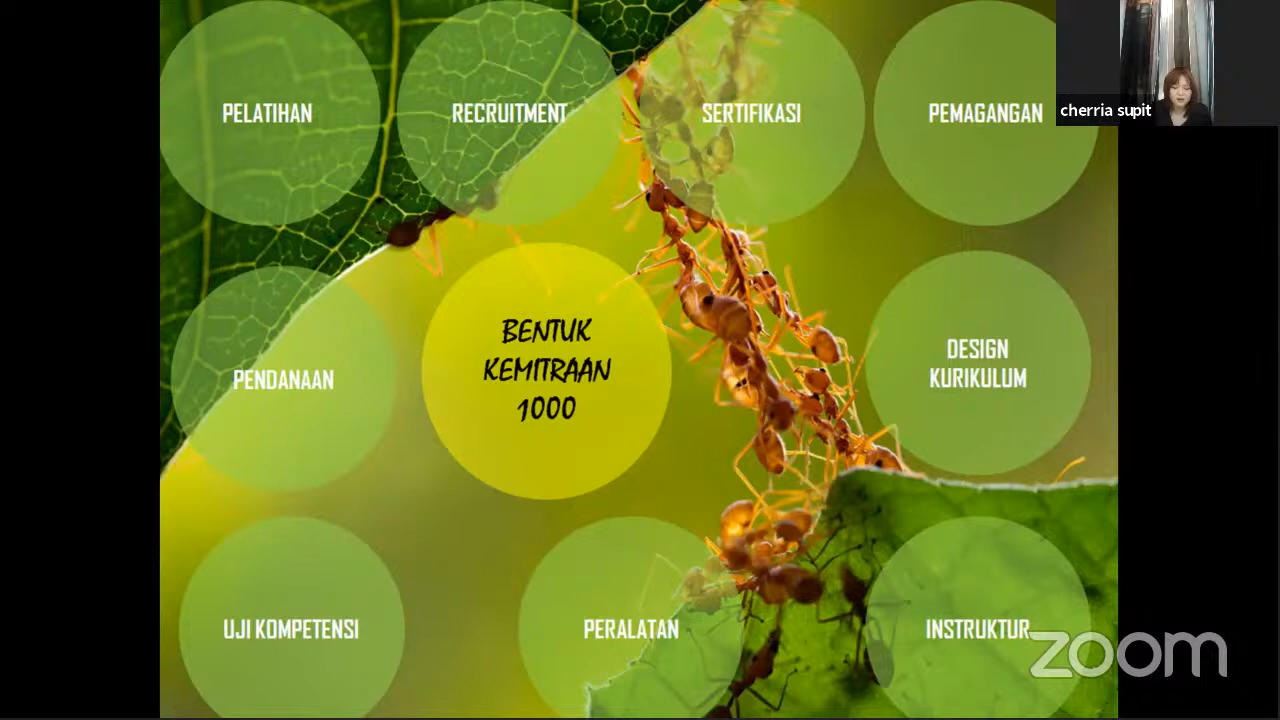 PELATIHAN
RECRUITMENT
SERTIFIKASI
PEMAGANGAN
cherria supit
PENDANAAN
BENTUK
KEMITRAAN
1000
DESIGN
KURIKULUM
UJI KOMPETENSI
PERALATAN
INSTRUKTUR
zoom